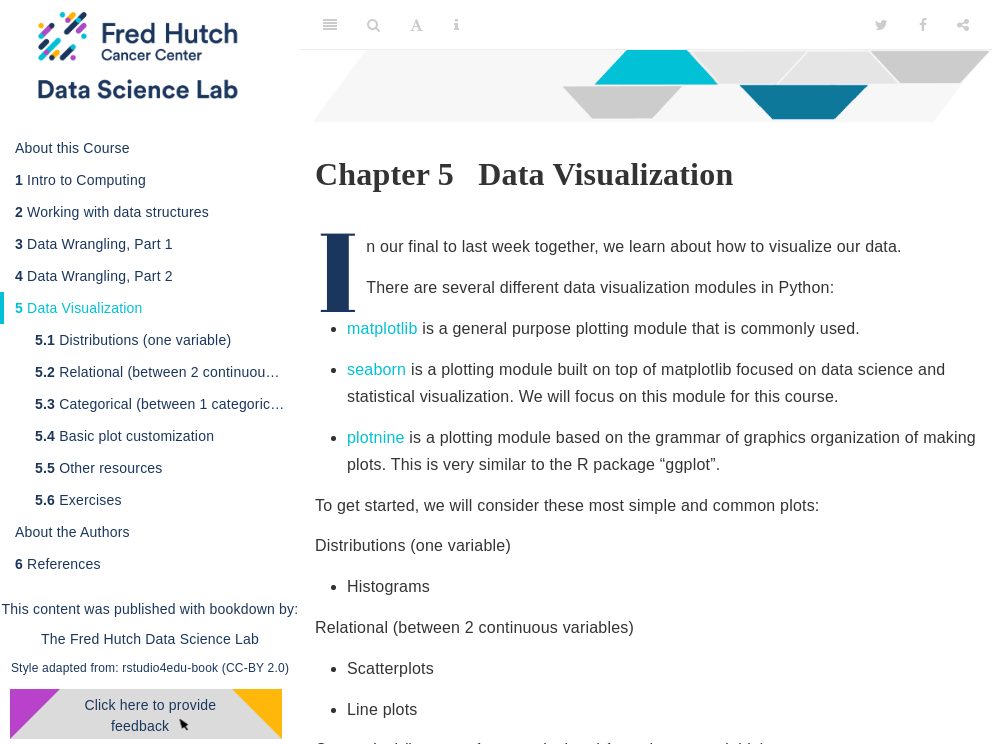 Fred Hutch
Cancer Center
Data Science Lab
About this Course
1 Intro to Computing
2 Working with data structures
3 Data Wrangling, Part 1
4 Data Wrangling, Part 2
5 Data Visualization
5.1 Distributions (one variable)
5.2 Relational (between 2 continuou…
5.3 Categorical (between 1 categoric…
5.4 Basic plot customization
5.5 Other resources
5.6 Exercises
About the Authors
6 References
This content was published with bookdown by:
The Fred Hutch Data Science Lab
Style adapted from: rstudio4edu-book (CC-BY 2.0)
Click here to provide
feedback
Chapter 5 Data Visualization
In our final to last week together, we learn about how to visualize our data.
There are several different data visualization modules in Python:
• matplotlib is a general purpose plotting module that is commonly used.
• seaborn is a plotting module built on top of matplotlib focused on data science and
statistical visualization. We will focus on this module for this course.
• plotnine is a plotting module based on the grammar of graphics organization of making
plots. This is very similar to the R package “ggplot”.
To get started, we will consider these most simple and common plots:
Distributions (one variable)
• Histograms
Relational (between 2 continuous variables)
• Scatterplots
• Line plots